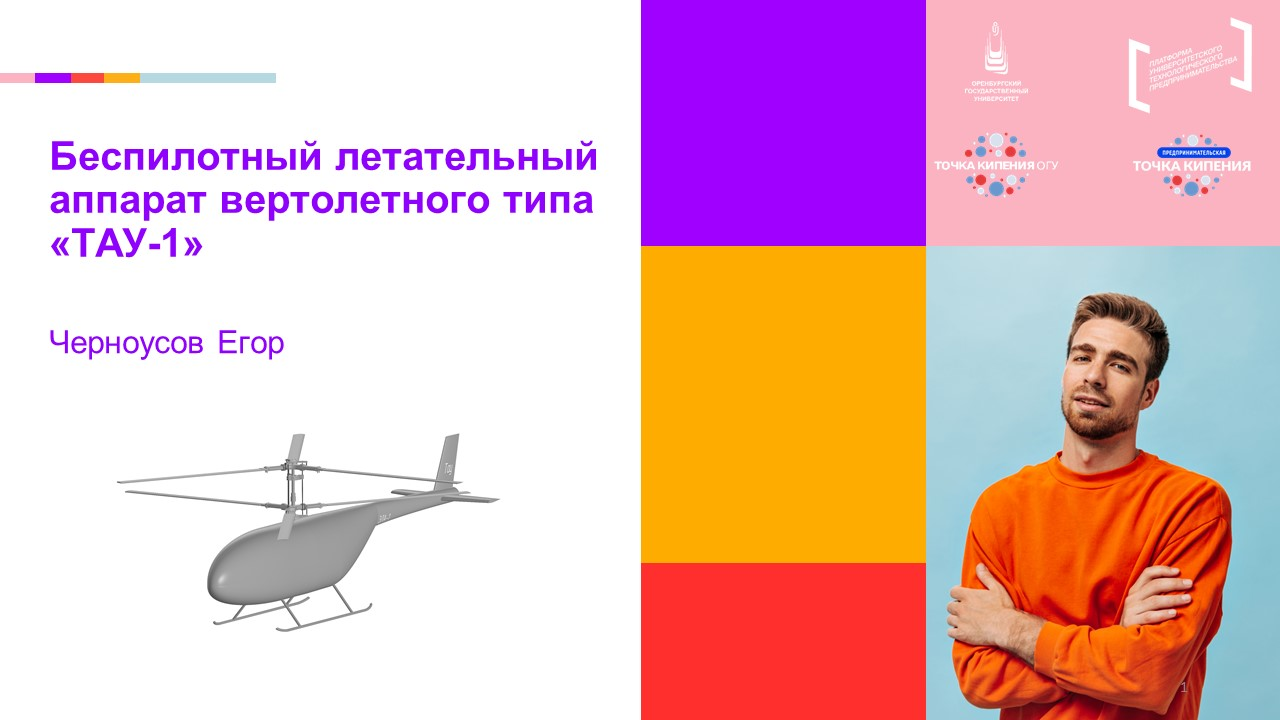 Беспилотный летательный
аппарат вертолетного типа
«ТАУ-1»
Черноусов Егор
ОРЕНБУРГСКИЙ
ГОСУДАРСТВЕННЫЙ
УНИВЕРСИТЕТ
ПЛАТФОРМА
УНИВЕРСИТЕТСКОГО
ТЕХНОЛОГИЧЕСКОГО
ПРЕДПРИНИМАТЕЛЬСТВА
ТОЧКА КИПЕНИЯ ОГУ
ПРЕДПРИНИМАТЕЛЬСКАЯ
ТОЧКА КИПЕНИЯ
1